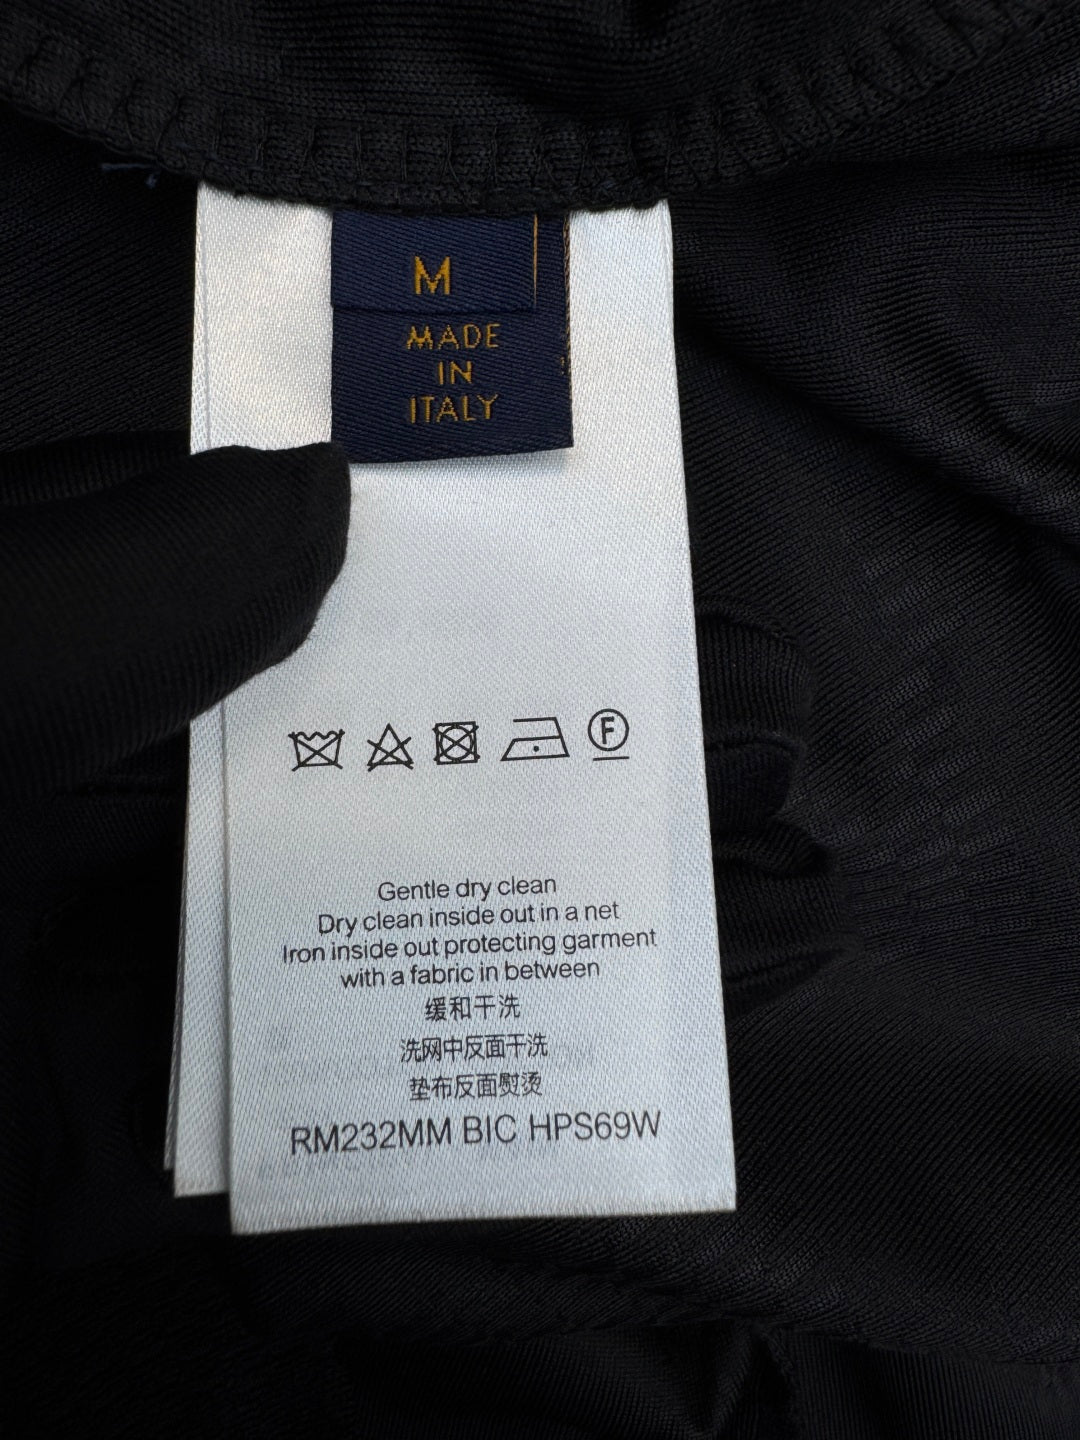 M
MADE
IN
ITALY
F
Gentle dry clean
Dry clean inside out in a net
Iron inside out protecting garment
with a fabric in between
缓和干洗
洗网中反面干洗
垫布反面熨烫
RM232MM BIC HPS69W